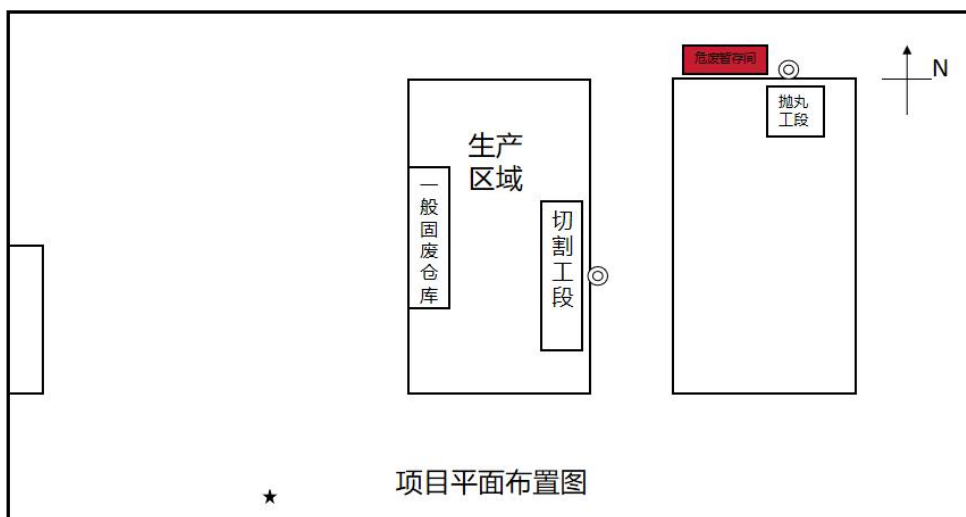 危废暂存间
N
抛丸
工段
生产
区域
一般固废仓库
切割工段
项目平面布置图